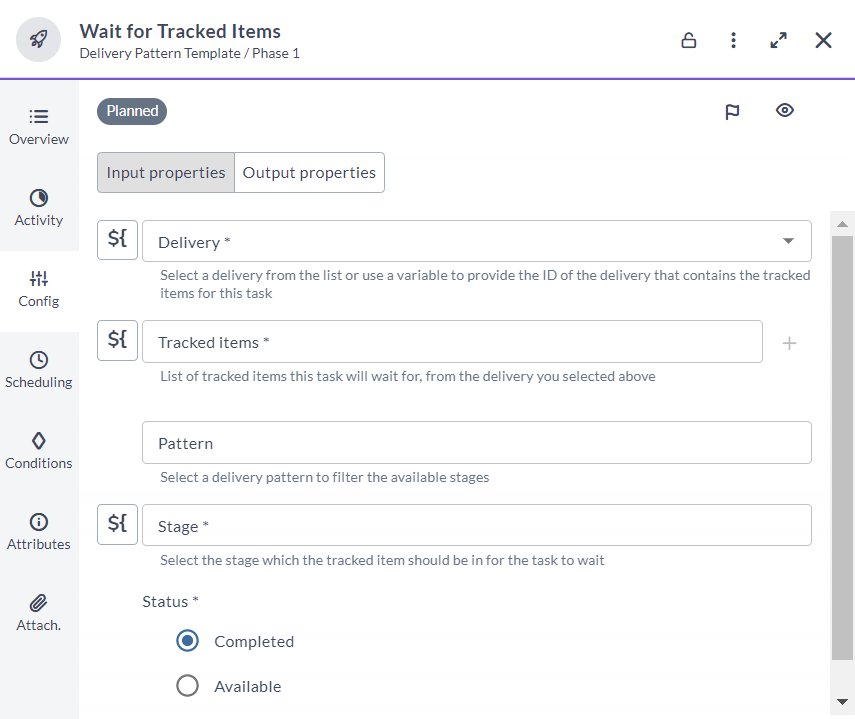 Wait for Tracked Items
Delivery Pattern Template / Phase 1
Planned
Overview
Activity
Config
Scheduling
Conditions
Attributes
Attach.
Input properties
Output properties
${
Delivery *
Select a delivery from the list or use a variable to provide the ID of the delivery that contains the tracked
items for this task
${
Tracked items *
+
List of tracked items this task will wait for, from the delivery you selected above
Pattern
Select a delivery pattern to filter the available stages
${
Stage *
Select the stage which the tracked item should be in for the task to wait
Status *
Completed
Available